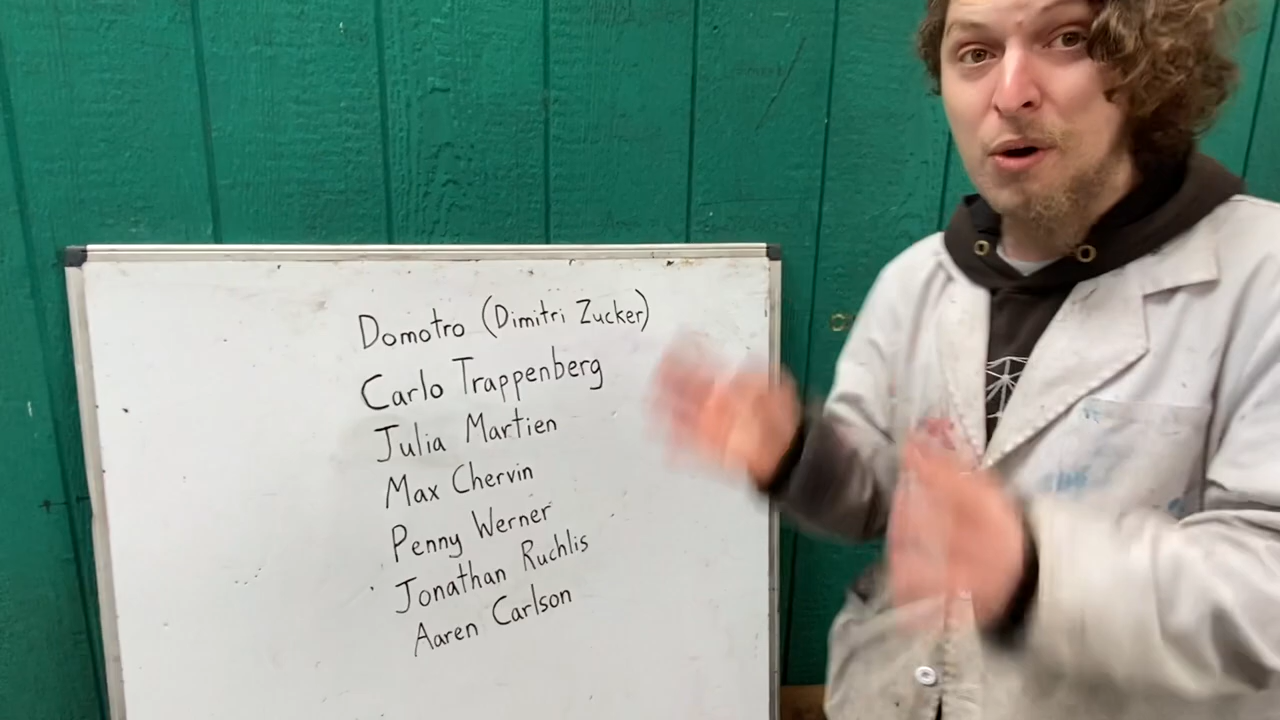 Domotro (Dimitri Zucker)
Carlo Trappenberg
Julia Martien
Max Chervin
Penny Werner
Jonathan Ruchlis
Aaren Carlson